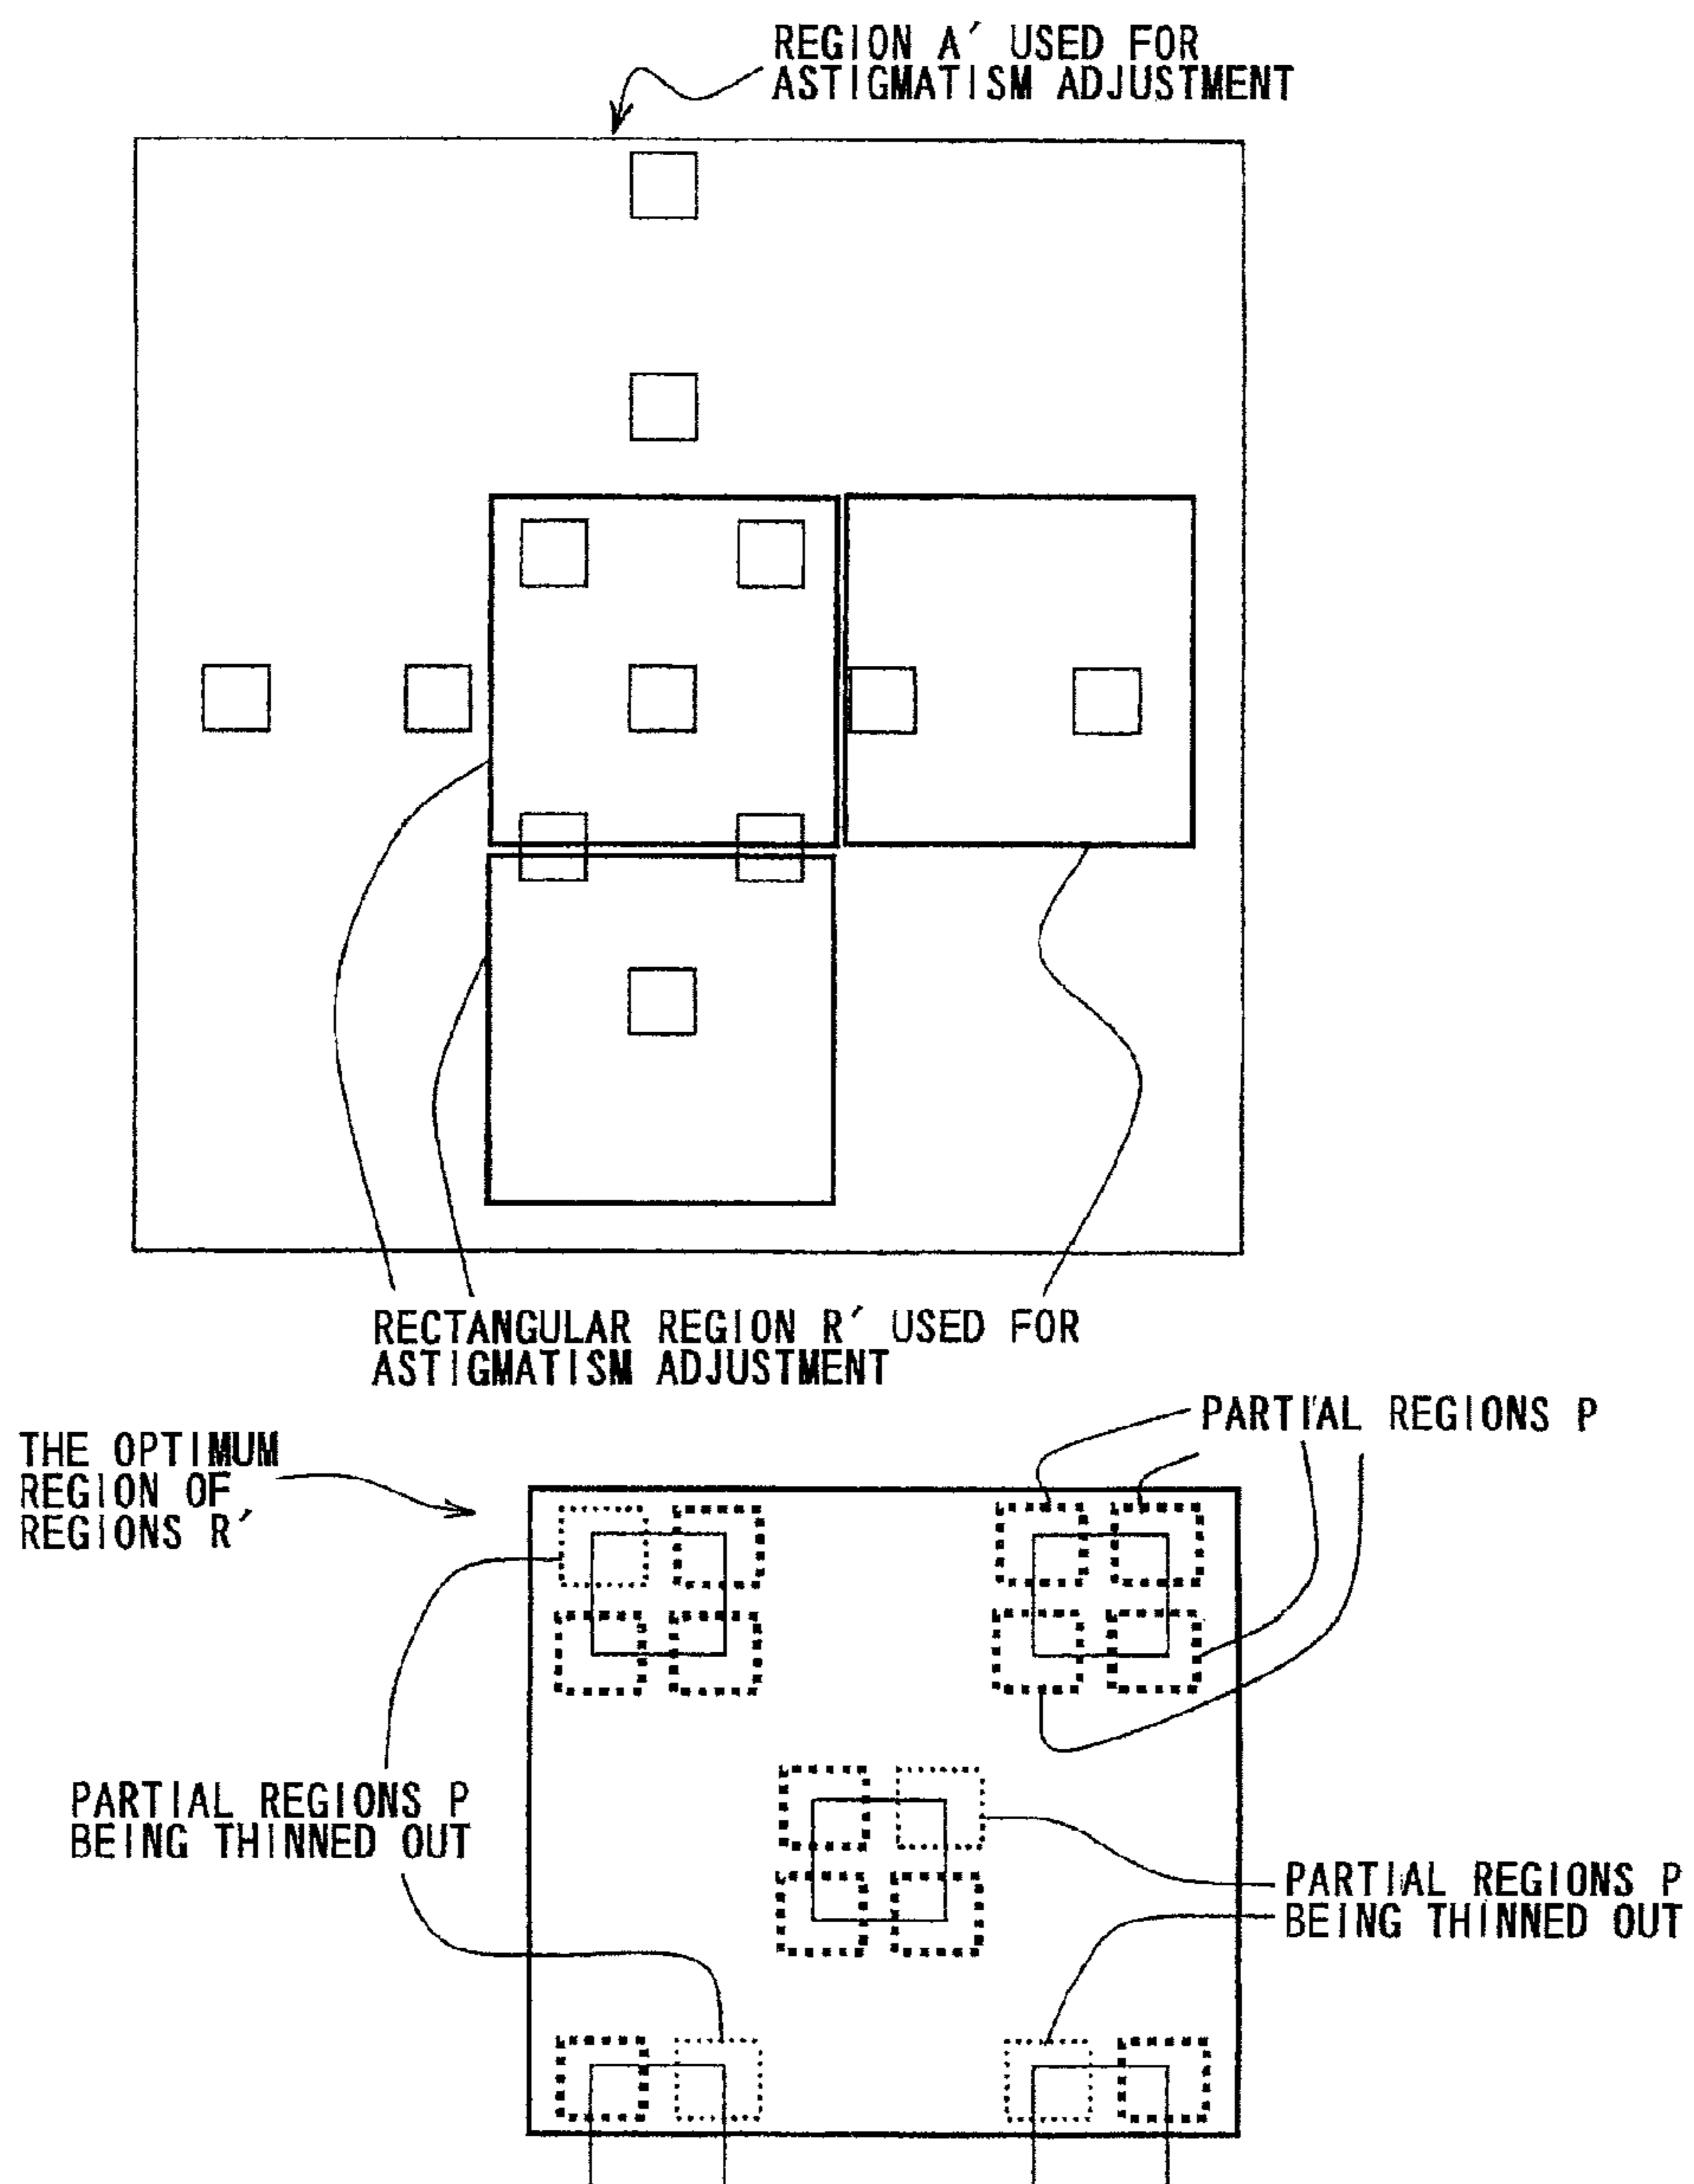 REGION A′ USED FOR
ASTIGMATISM ADJUSTMENT
RECTANGULAR REGION R′ USED FOR
ASTIGMATISM ADJUSTMENT
PARTIAL REGIONS P
THE OPTIMUM
REGION OF
REGIONS R′
PARTIAL REGIONS P
BEING THINNED OUT
PARTIAL REGIONS P
BEING THINNED OUT